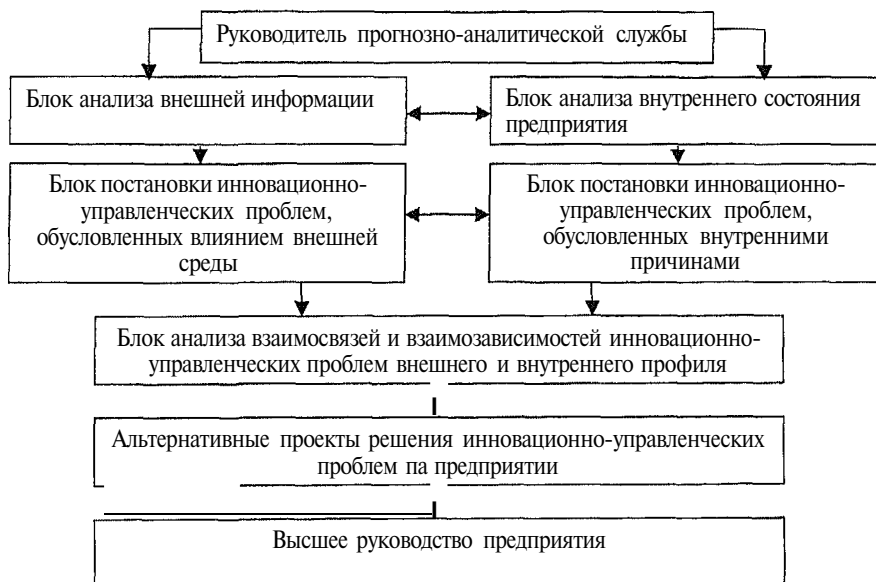 Руководитель прогнозно-аналитической службы
Блок анализа внешней информации
Блок анализа внутреннего состояния
предприятия
Блок постановки инновационно-
управленческих проблем,
обусловленных влиянием внешней
среды
Блок постановки инновационно-
управленческих проблем,
обусловленных внутренними
причинами
Блок анализа взаимосвязей и взаимозависимостей инновационно-
управленческих проблем внешнего и внутреннего профиля
Альтернативные проекты решения инновационно-управленческих
проблем па предприятии
Высшее руководство предприятия